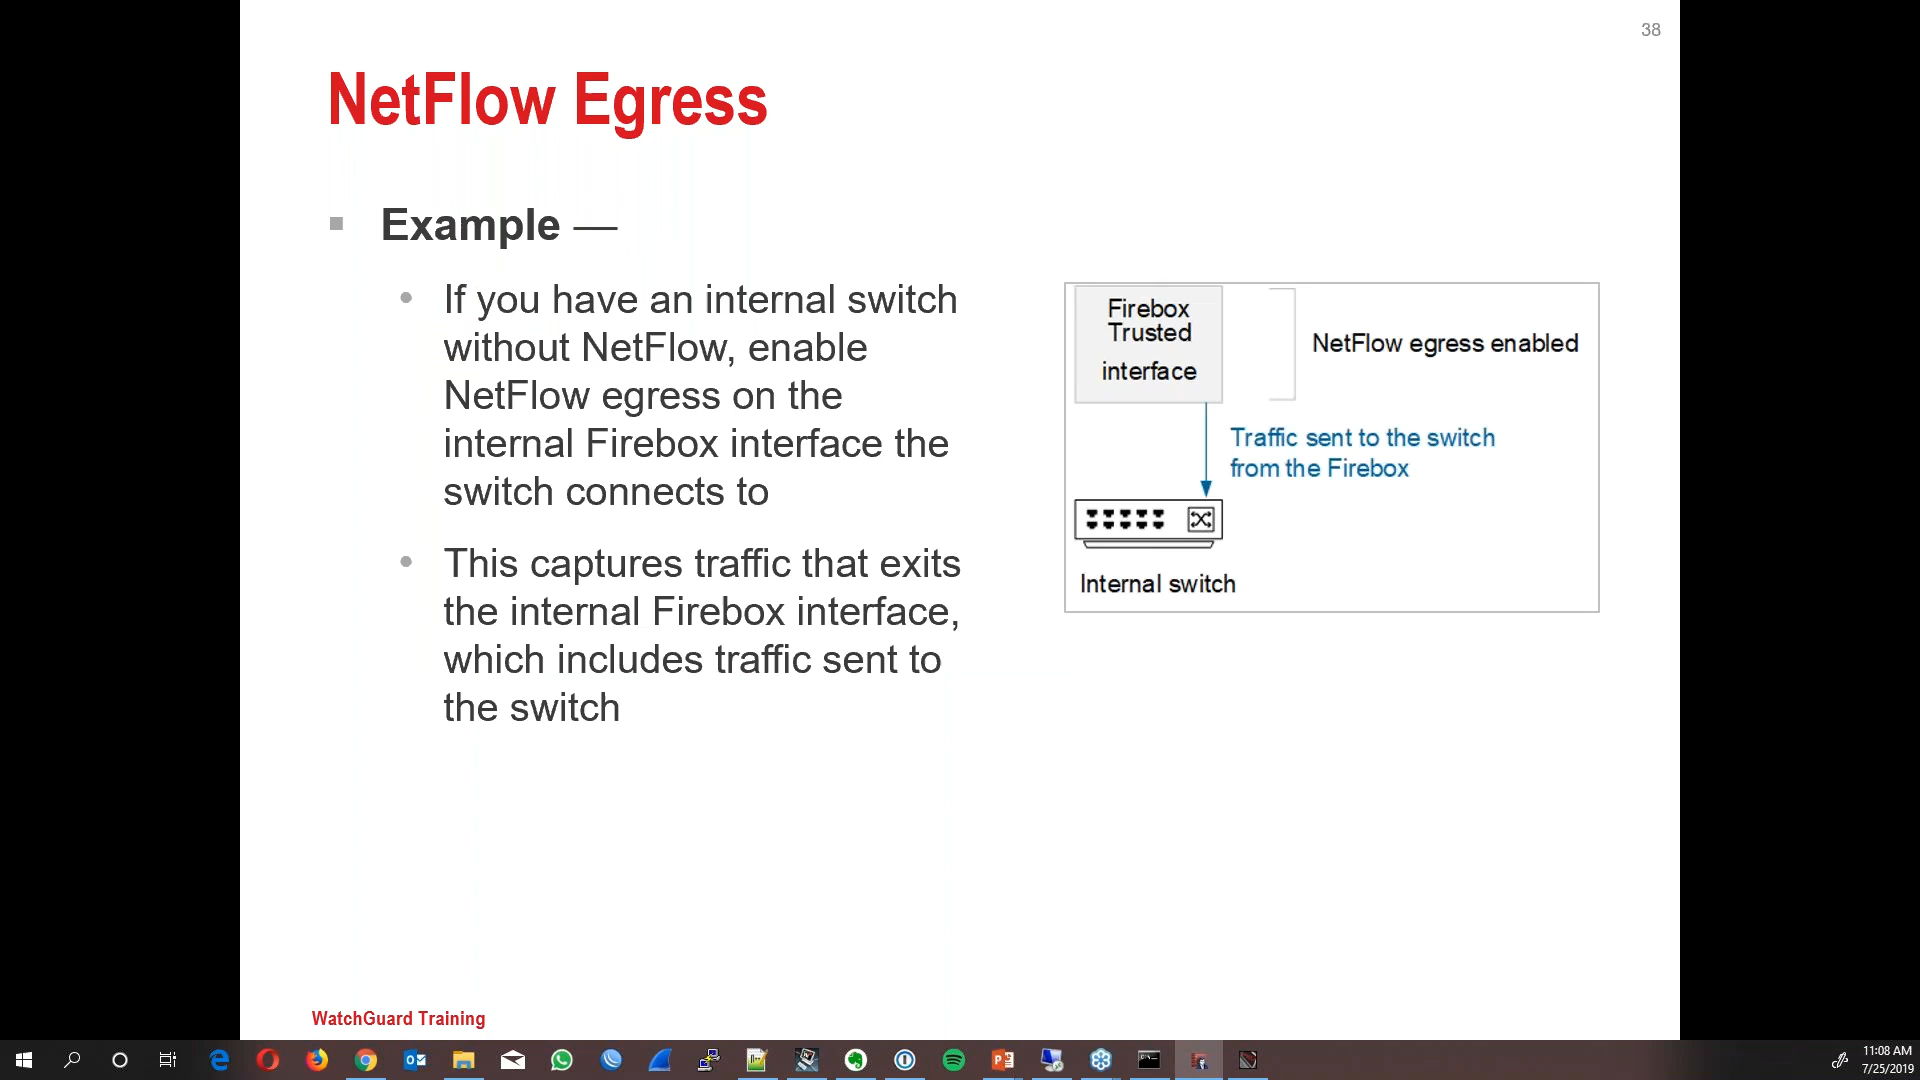 38
NetFlow Egress
Example —
If you have an internal switch
without NetFlow, enable
NetFlow egress on the
internal Firebox interface the
switch connects to
This captures traffic that exits
the internal Firebox interface,
which includes traffic sent to
the switch
Firebox
Trusted
interface
NetFlow egress enabled
Traffic sent to the switch
from the Firebox
Internal switch
WatchGuard Training
11:08 AM
7/25/2019